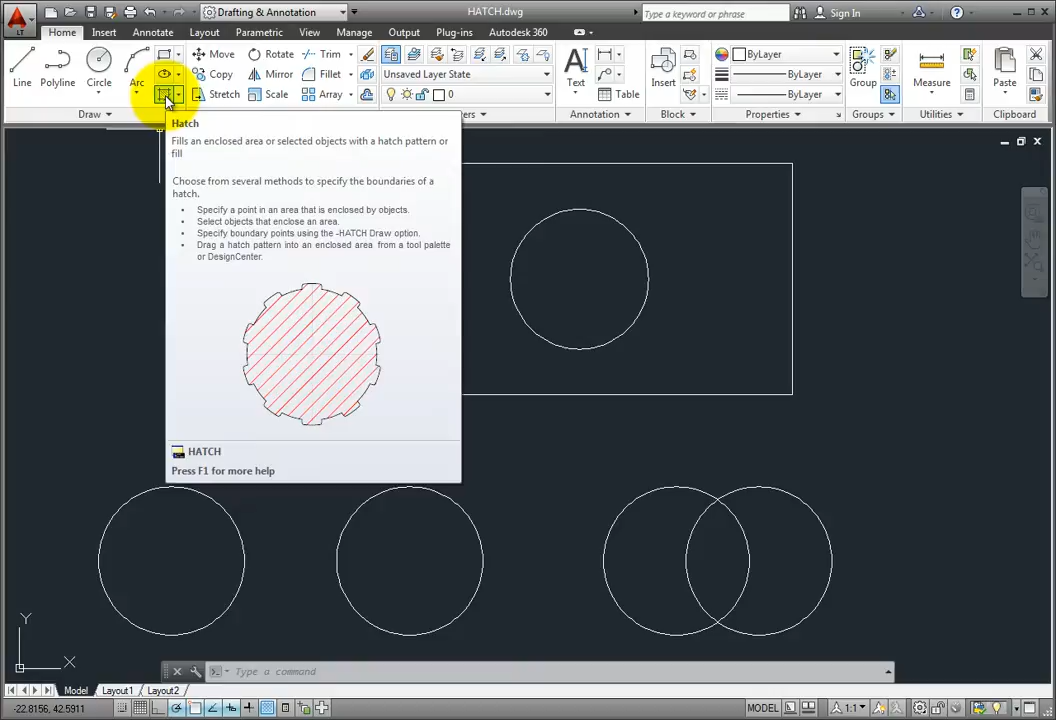 Drafting & Annotation
HATCH.dwg
Type a keyword or phrase
Sign In
LT
Home Insert Annotate Layout Parametric View Manage Output Plug-ins Autodesk 360
Line Polyline Circle Arc
Move Rotate Trim
Copy Mirror Fillet
Stretch Scale Array
Unsaved Layer State
0
Text
Table
Insert
ByLayer
ByLayer
ByLayer
Group
Measure
Paste
Draw
ers
Annotation
Block
Properties
Groups
Utilities
Clipboard
Hatch
Fills an enclosed area or selected objects with a hatch pattern or
fill
Choose from several methods to specify the boundaries of a
hatch.
• Specify a point in an area that is enclosed by objects.
• Select objects that enclose an area.
• Specify boundary points using the -HATCH Draw option.
• Drag a hatch pattern into an enclosed area from a tool palette
or DesignCenter.
HATCH
Press F1 for more help
Y
X
Type a command
Model Layout1 Layout2
-22.8156, 42.5911
MODEL
1:1